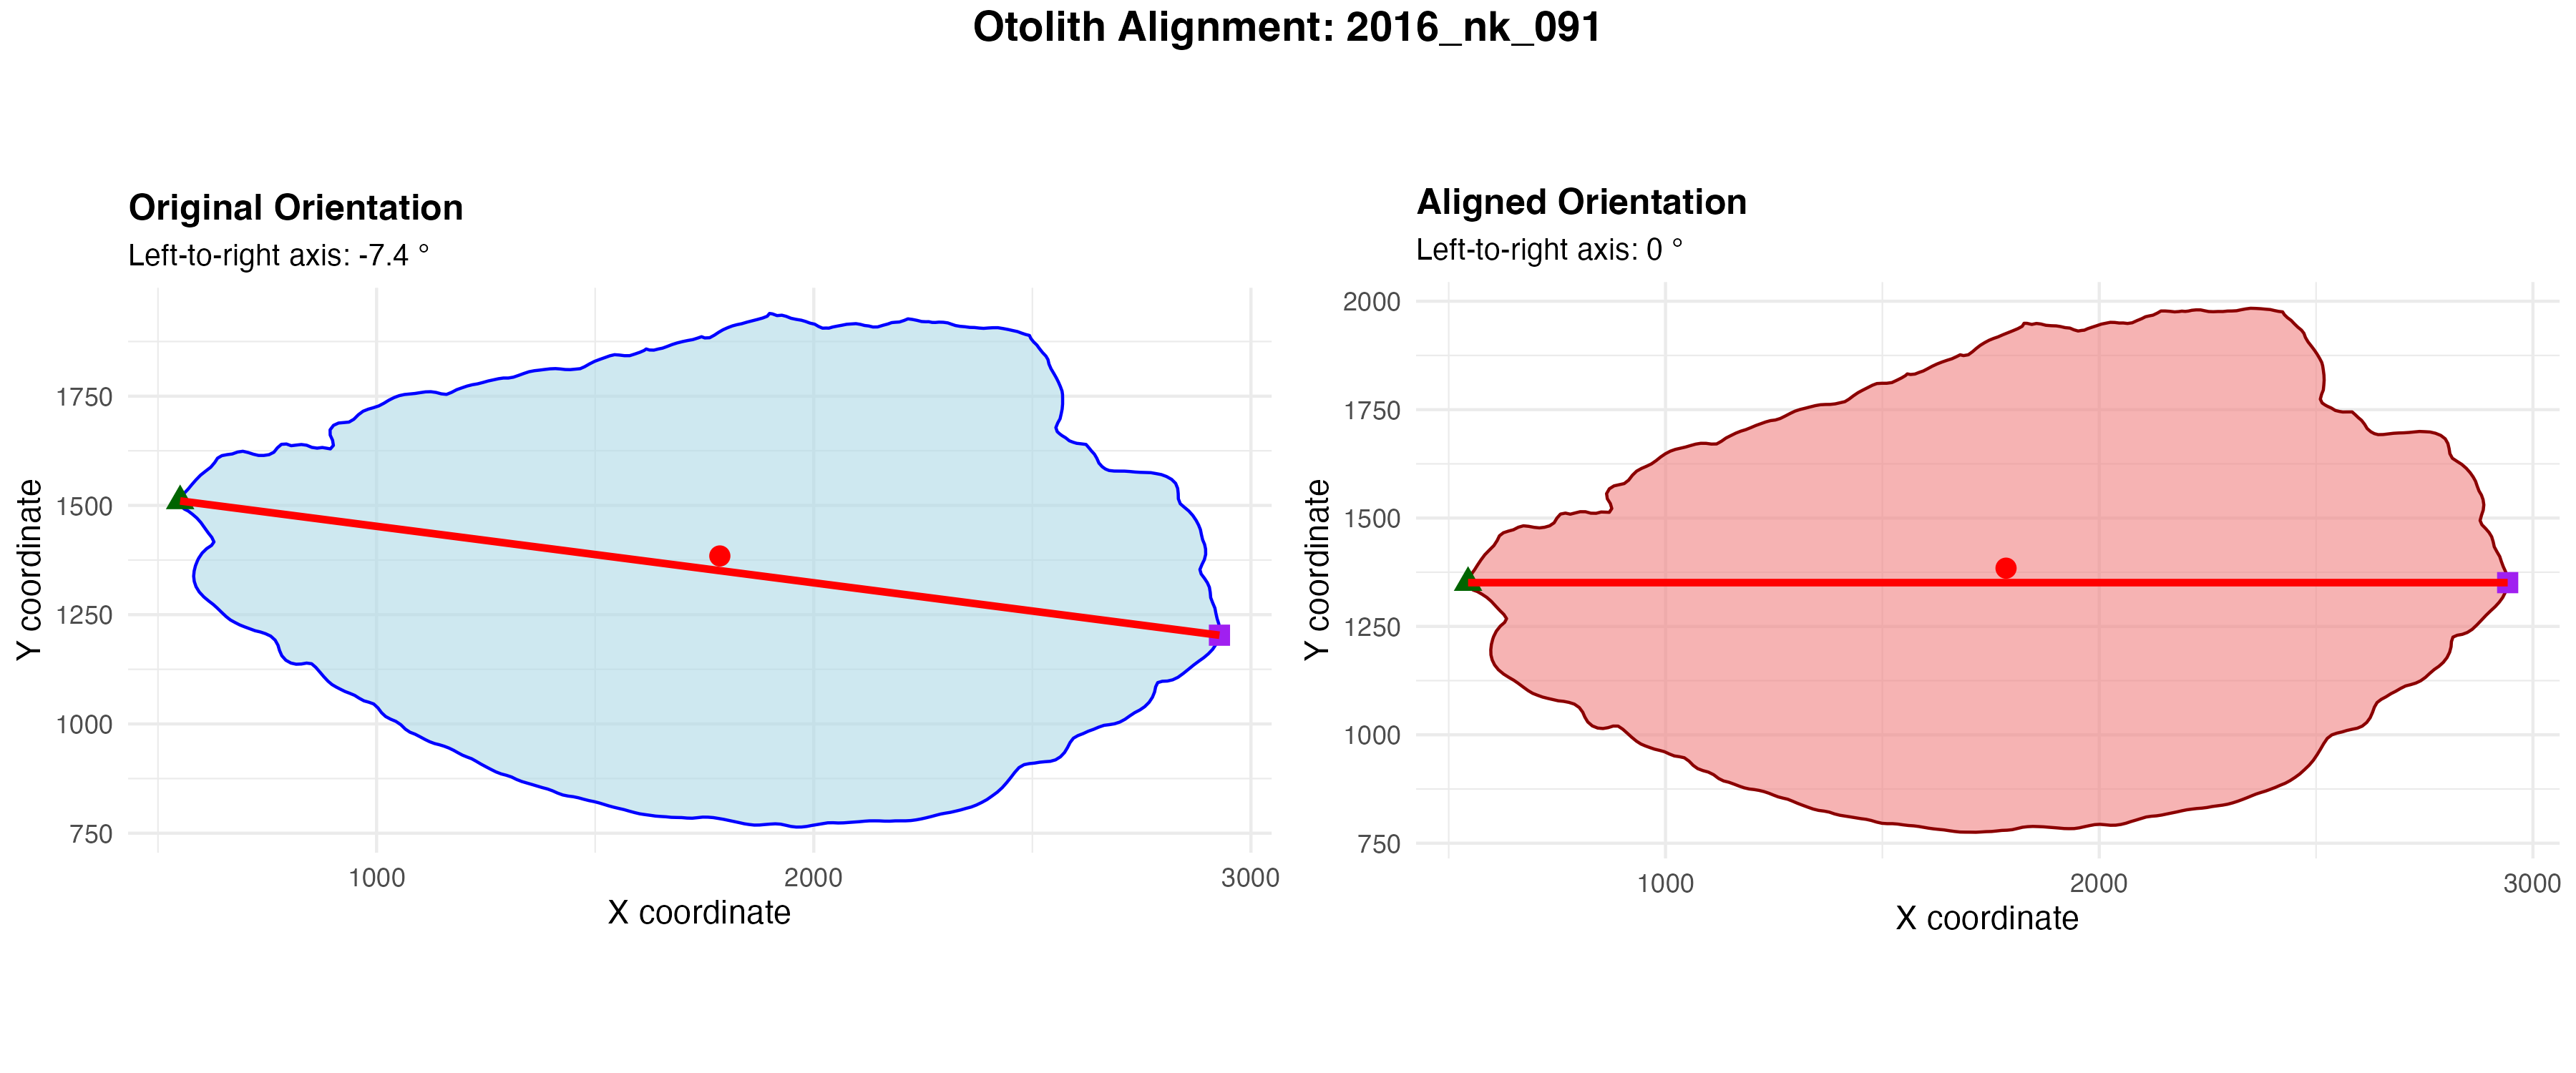 Otolith Alignment: 2016_nk_091
Original Orientation
Left-to-right axis: -7.4 °
1750
1500
1250
1000
750
Y coordinate
1000 2000 3000
X coordinate
Aligned Orientation
Left-to-right axis: 0 °
2000
1750
1500
1250
1000
750
Y coordinate
1000 2000 3000
X coordinate